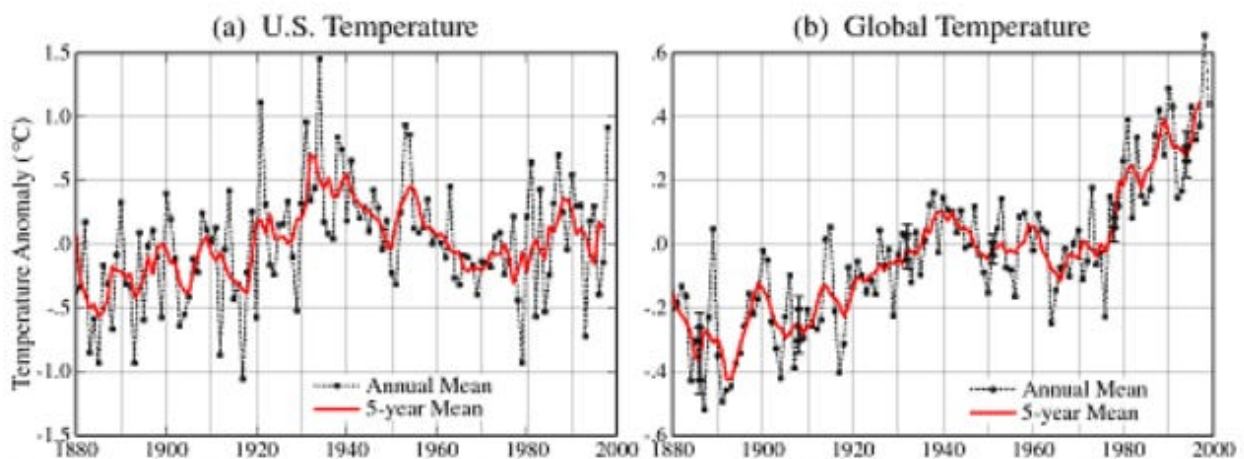 (a) U.S. Temperature
(b) Global Temperature
Temperature Anomaly (°C)
1.5
1.0
.5
.0
-.5
-1.0
-1.5
Annual Mean
5-year Mean
1880 1900 1920 1940 1960 1980 2000
.6
.4
.2
.0
-.2
-.4
-.6
Annual Mean
5-year Mean
1880 1900 1920 1940 1960 1980 2000